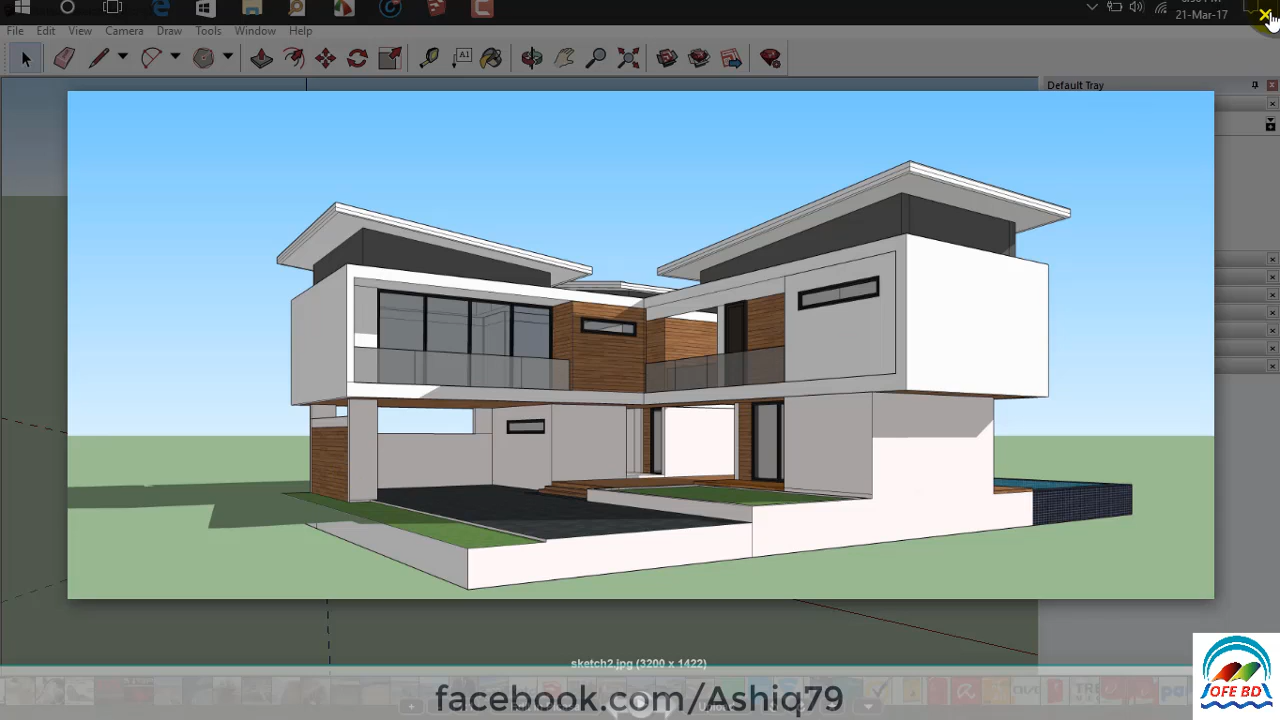 21-Mar-17
File Edit View Camera Draw Tools Window Help
A1
Default Tray
sketch2.jpg (3200 x 1422)
facebook.com/Ashiq79
OFE BD